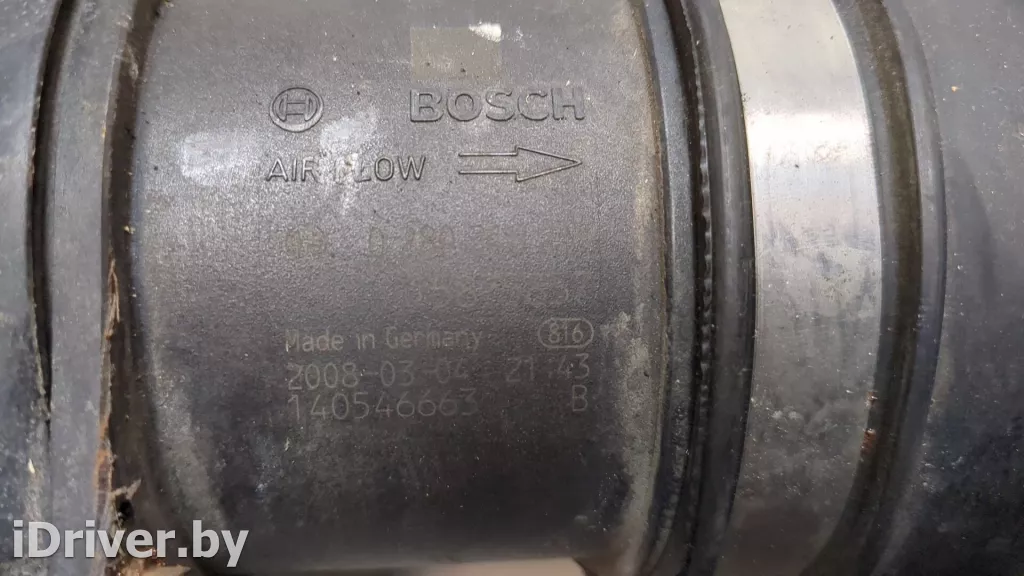 BOSCH
AIR FLOW
Made in Germany 816
2008-03-04 21:43
140546663 B
iDriver.by